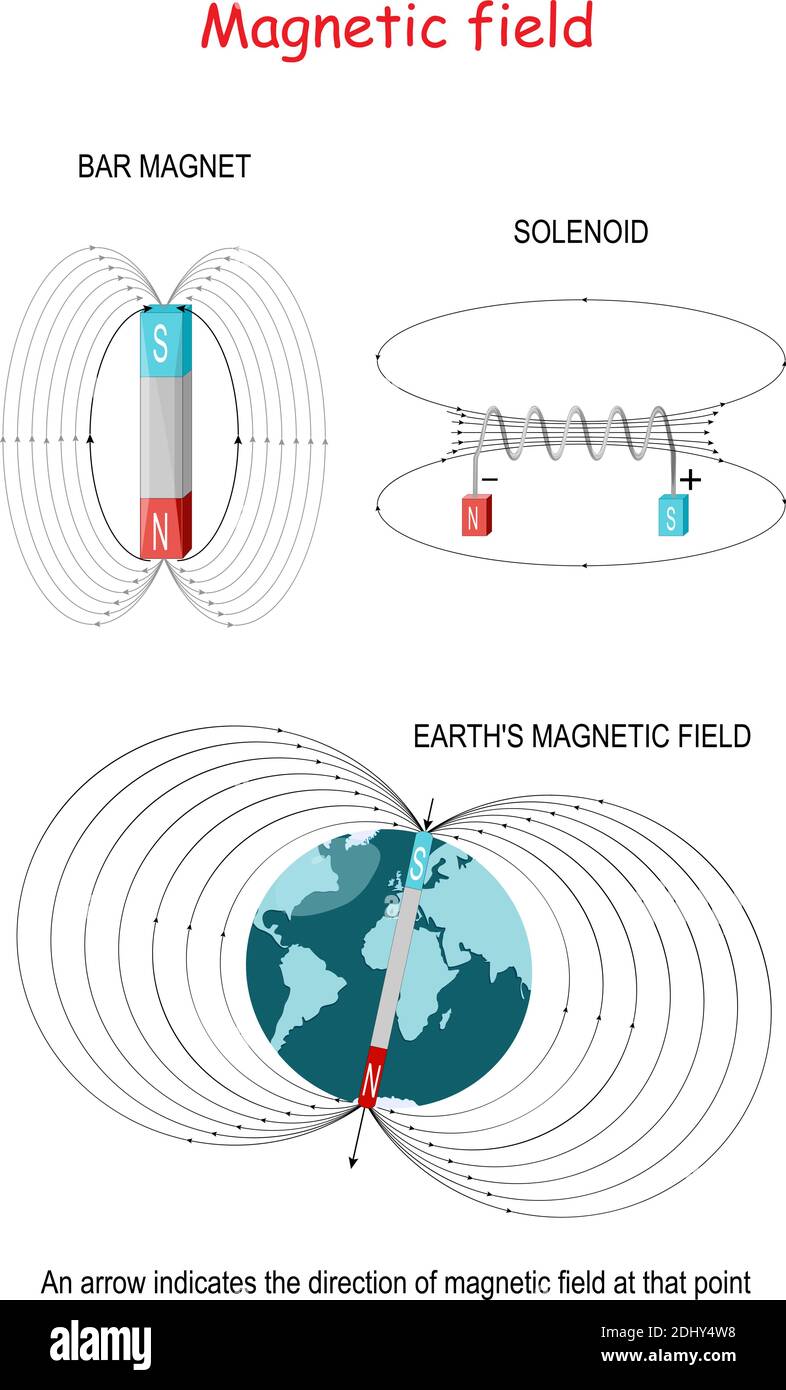 Magnetic field
BAR MAGNET
SOLENOID
S
N
−
+
N
S
EARTH'S MAGNETIC FIELD
S
N
An arrow indicates the direction of magnetic field at that point
alamy
Image ID: 2DHY4W8
www.alamy.com